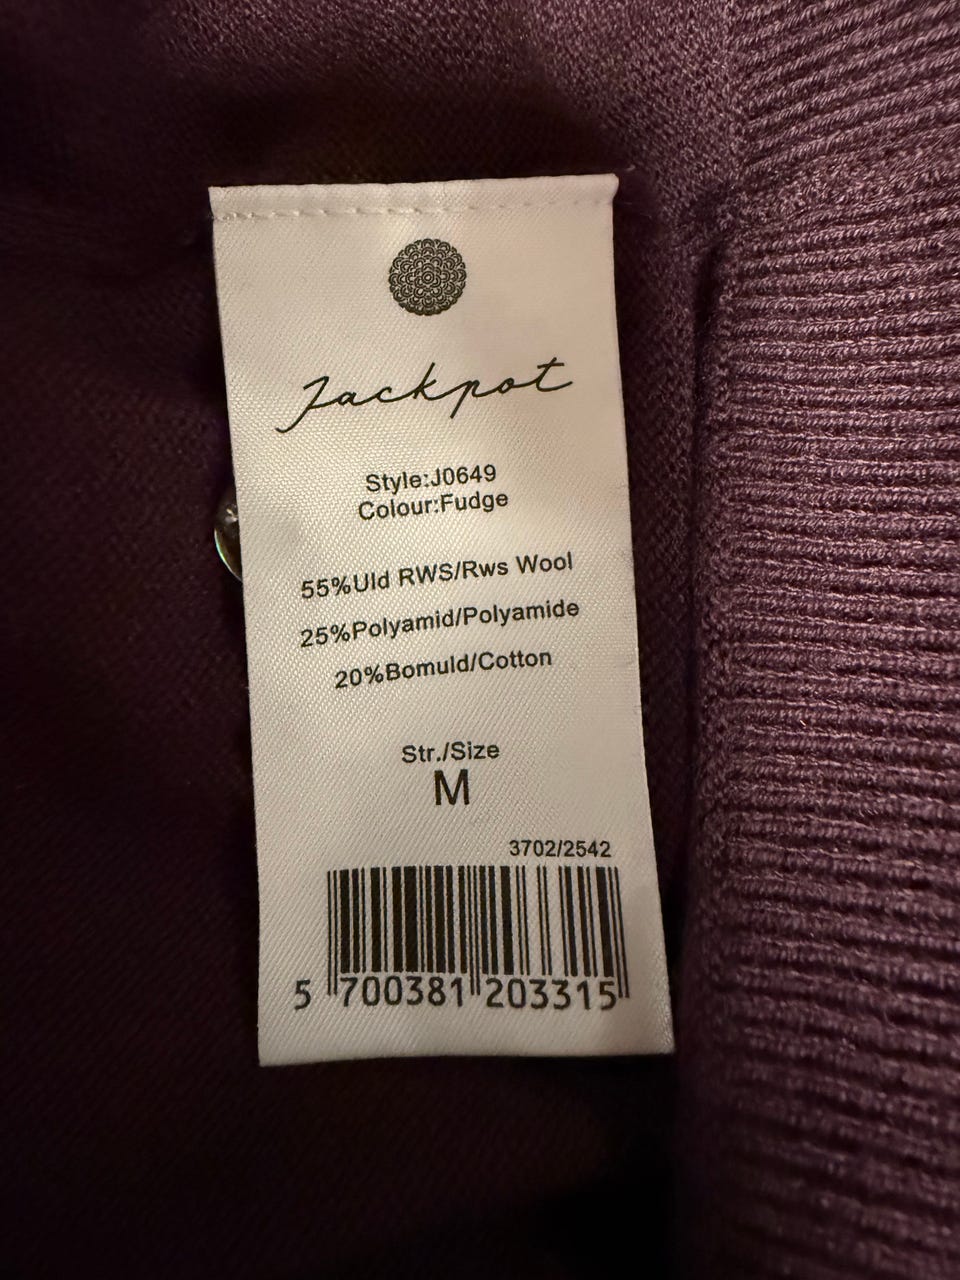 Jackpot
Style:J0649
Colour:Fudge
55%Uld RWS/Rws Wool
25%Polyamid/Polyamide
20%Bomuld/Cotton
Str./Size
M
3702/2542
5 700381 203315